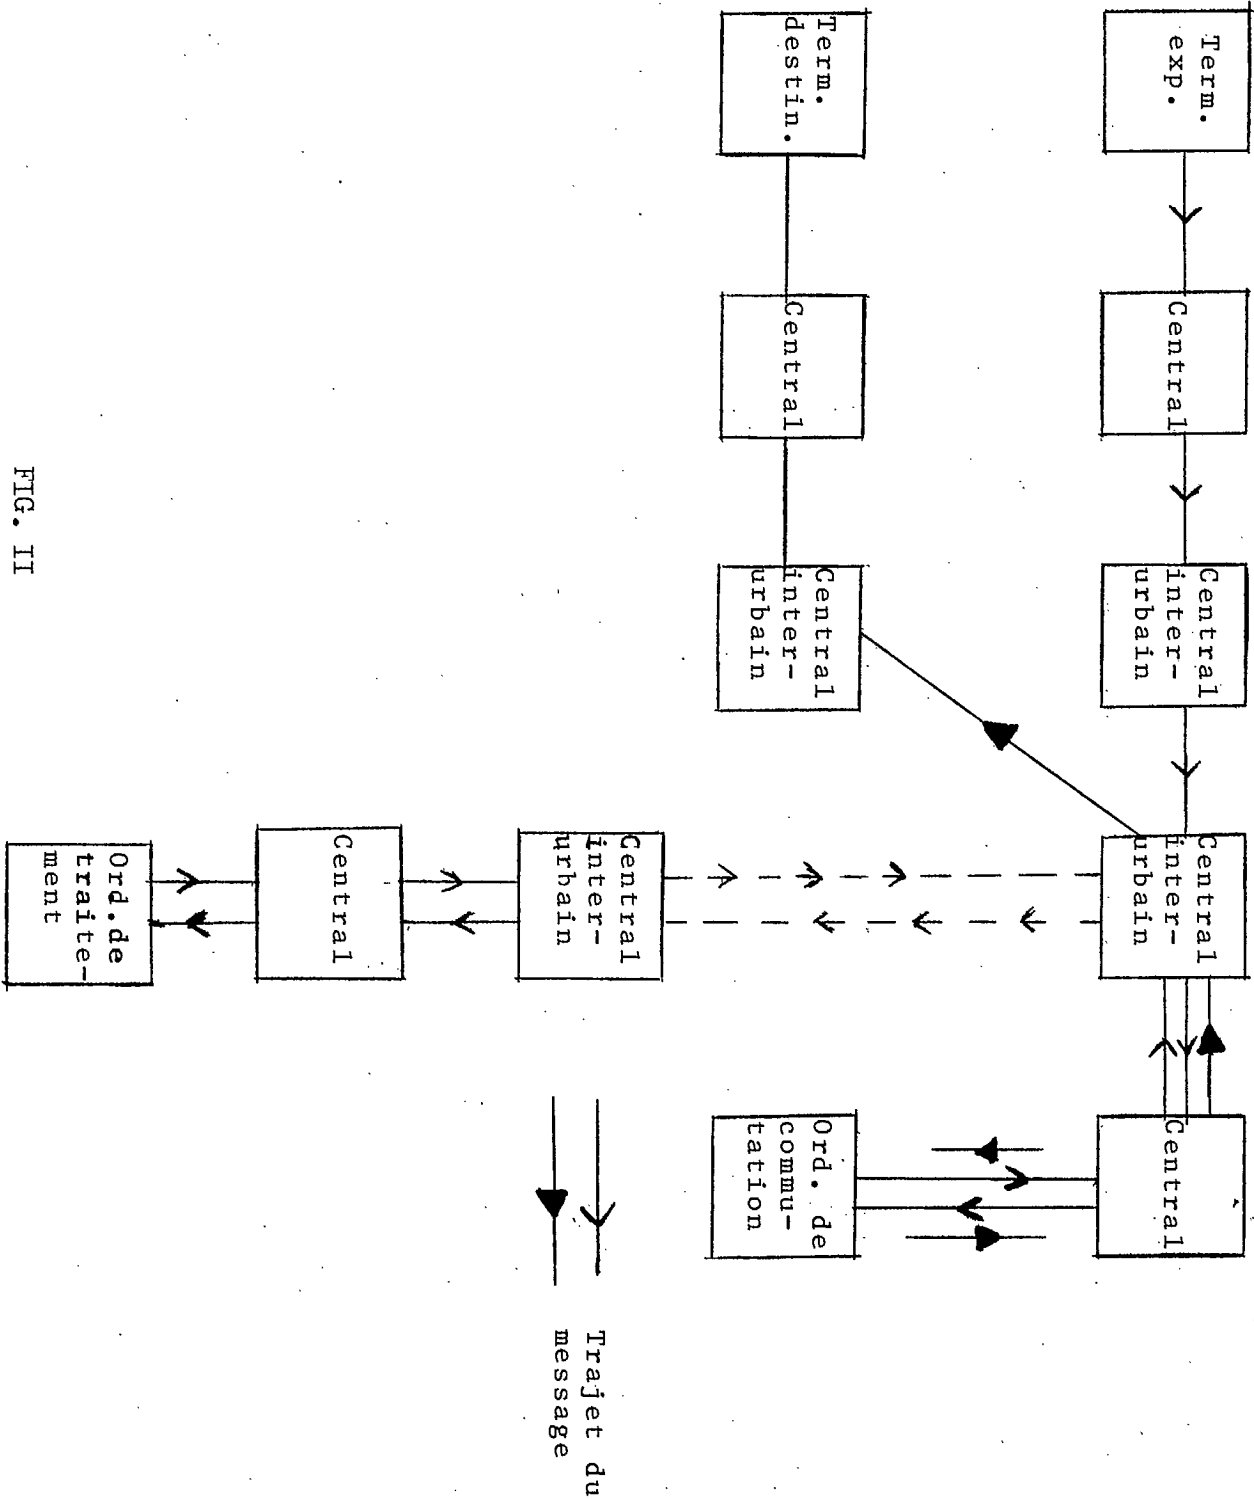 Term.
exp.
Central
Central
inter-
urbain
Central
inter-
urbain
Central
Term.
destin.
Central
Central
inter-
urbain
Ord. de
commu-
tation
Central
inter-
urbain
Trajet du
message
Central
Ord.de
traite-
ment
FIG. II